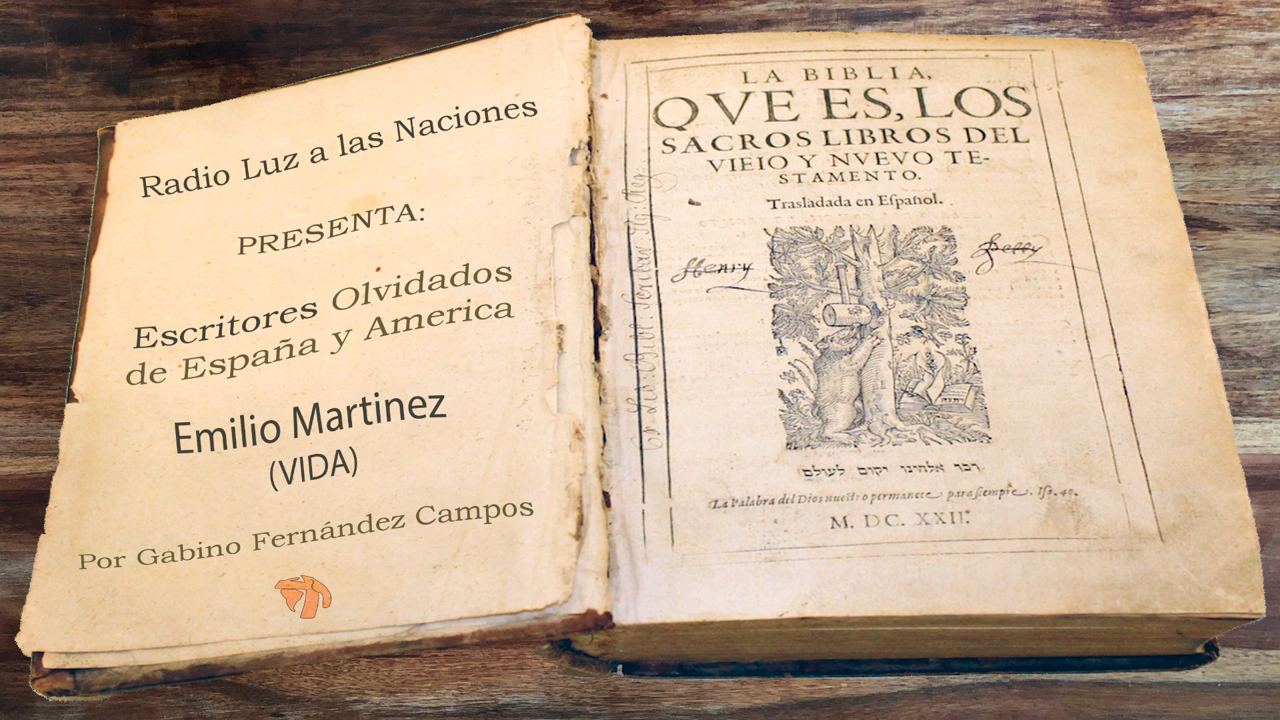 Radio Luz a las Naciones
PRESENTA:
Escritores Olvidados
de España y America
Emilio Martinez
(VIDA)
Por Gabino Fernández Campos
LA BIBLIA,
QVE ES, LOS
SACROS LIBROS DEL
VIEIO Y NVEVO TE-
STAMENTO.
Trasladada en Eſpañol.
Henry
דבר אלהינו יקום לעולם
La Palabra del Dios nueſtro permanece para ſiempre. Iſa. 40.
M. DC. XXII.